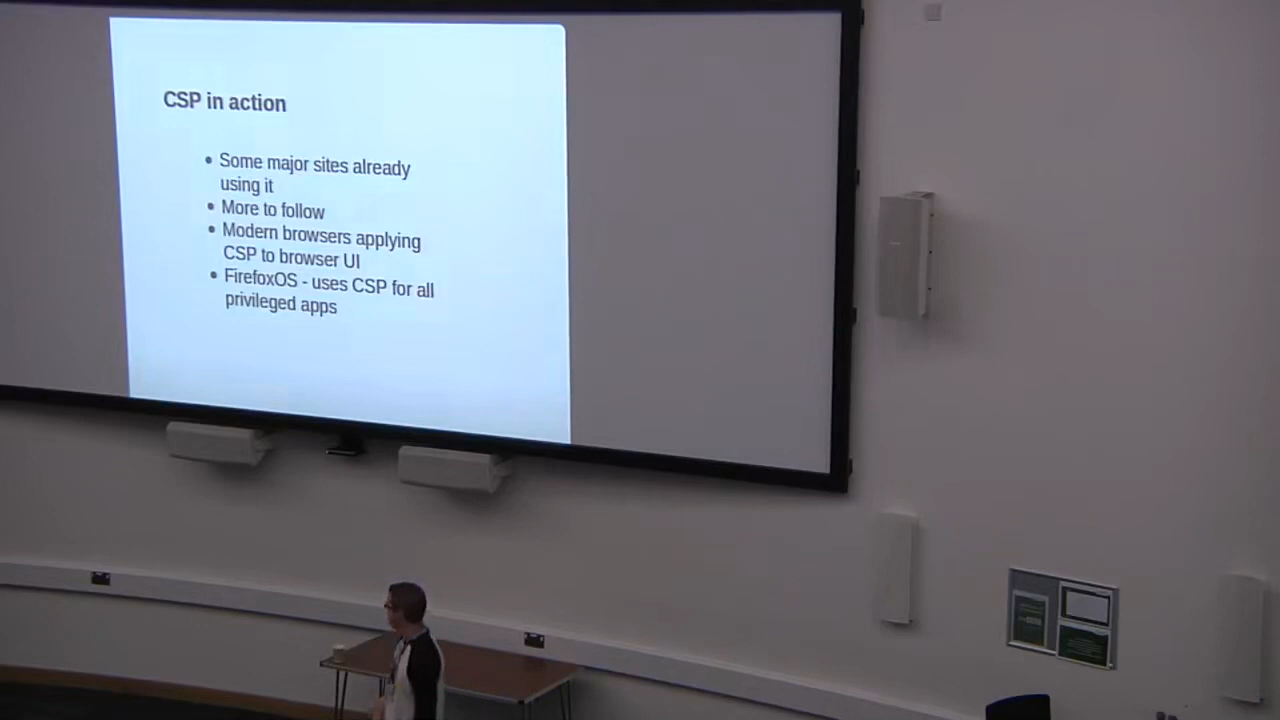 CSP in action
• Some major sites already
using it
• More to follow
• Modern browsers applying
CSP to browser UI
• FirefoxOS - uses CSP for all
privileged apps